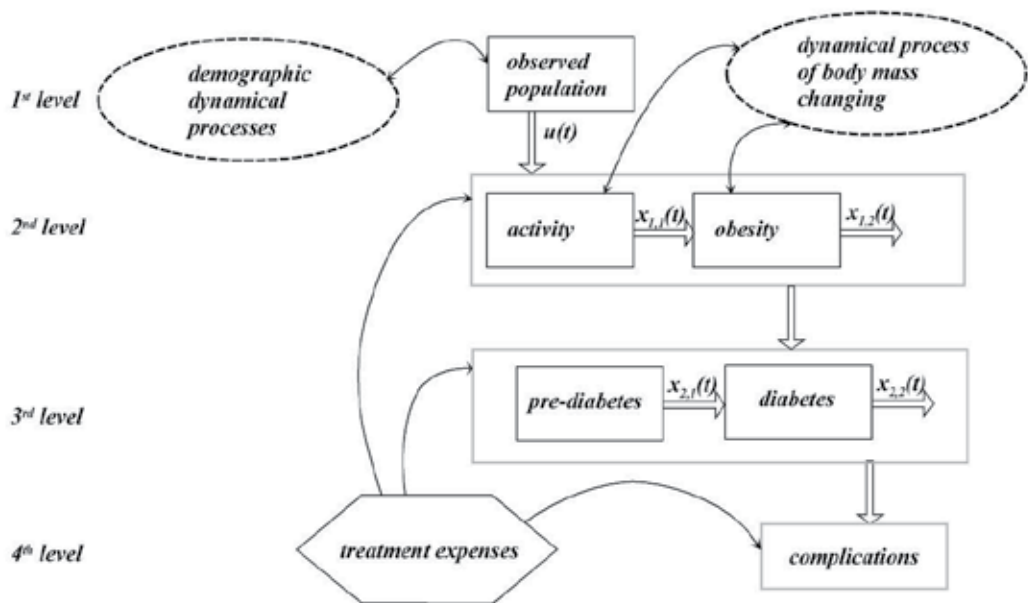 1st level
demographic
dynamical
processes
observed
population
dynamical process
of body mass
changing
u(t)
2nd level
activity
x1,1(t)
obesity
x1,2(t)
3rd level
pre-diabetes
x2,1(t)
diabetes
x2,2(t)
4th level
treatment expenses
complications